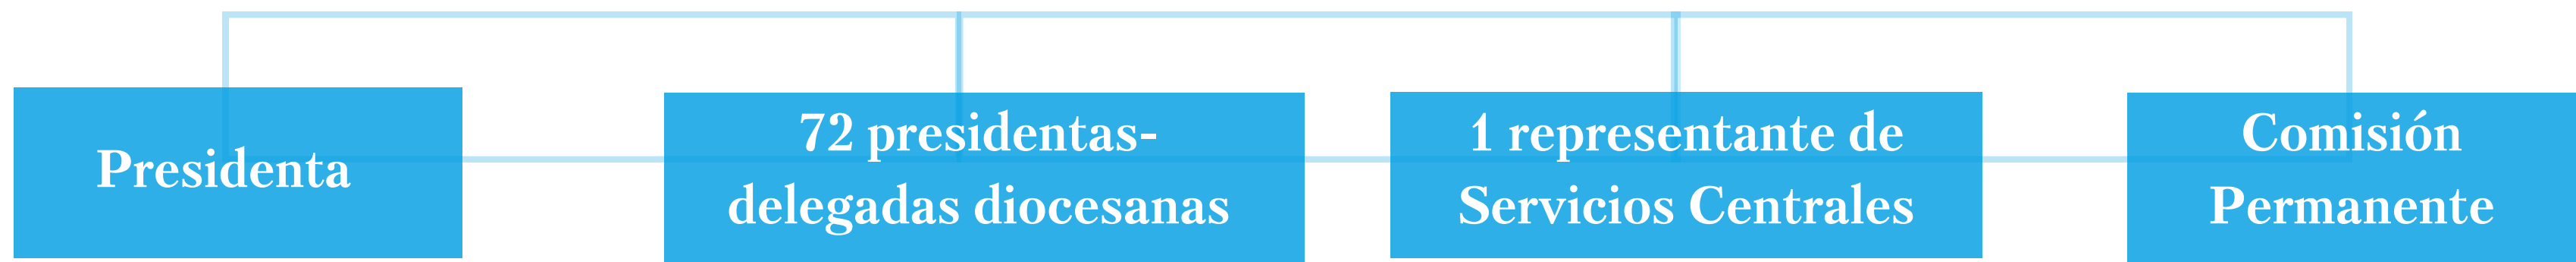 Presidenta
72 presidentas-
delegadas diocesanas
1 representante de
Servicios Centrales
Comisión
Permanente